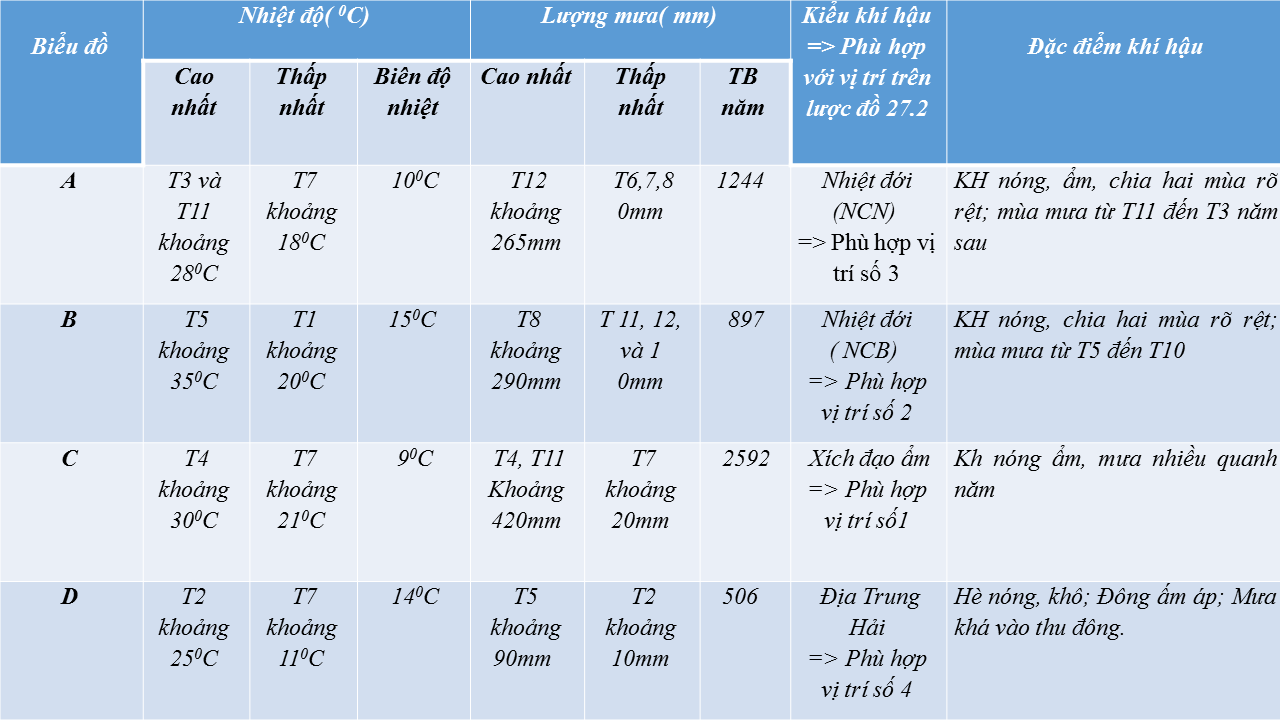 Biểu đồ
Nhiệt độ( ⁰C)
Lượng mưa( mm)
Kiểu khí hậu
=> Phù hợp
với vị trí trên
lược đồ 27.2
Đặc điểm khí hậu
Cao
nhất
Thấp
nhất
Biên độ
nhiệt
Cao nhất
Thấp
nhất
TB
năm
A
T3 và
T11
khoảng
28⁰C
T7
khoảng
18⁰C
10⁰C
T12
khoảng
265mm
T6,7,8
0mm
1244
Nhiệt đới
(NCN)
=> Phù hợp vị
trí số 3
KH nóng, ẩm, chia hai mùa rõ
rệt; mùa mưa từ T11 đến T3 năm
sau
B
T5
khoảng
35⁰C
T1
khoảng
20⁰C
15⁰C
T8
khoảng
290mm
T 11, 12,
và 1
0mm
897
Nhiệt đới
( NCB)
=> Phù hợp
vị trí số 2
KH nóng, chia hai mùa rõ rệt;
mùa mưa từ T5 đến T10
C
T4
khoảng
30⁰C
T7
khoảng
21⁰C
9⁰C
T4, T11
Khoảng
420mm
T7
khoảng
20mm
2592
Xích đạo ẩm
=> Phù hợp
vị trí số1
Kh nóng ẩm, mưa nhiều quanh
năm
D
T2
khoảng
25⁰C
T7
khoảng
11⁰C
14⁰C
T5
khoảng
90mm
T2
khoảng
10mm
506
Địa Trung
Hải
=> Phù hợp
vị trí số 4
Hè nóng, khô; Đông ấm áp; Mưa
khá vào thu đông.